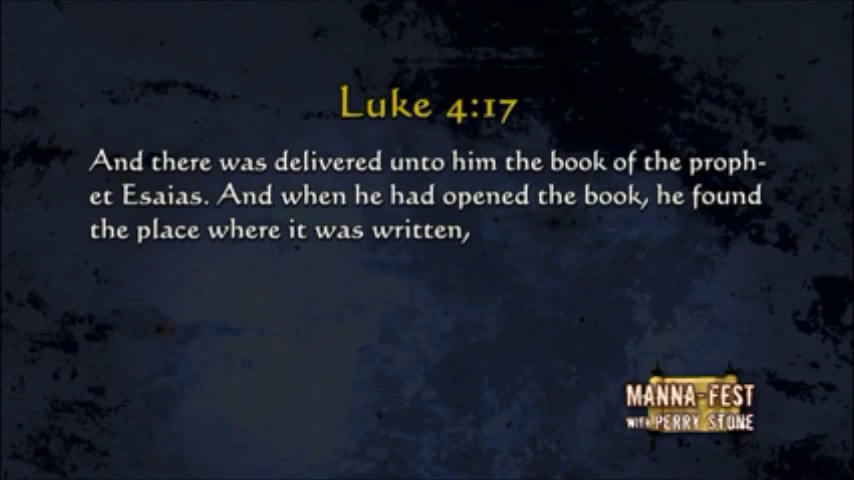 Luke 4:17
And there was delivered unto him the book of the proph-
et Esaias. And when he had opened the book, he found
the place where it was written,
MANNA-FEST
WITH PERRY STONE